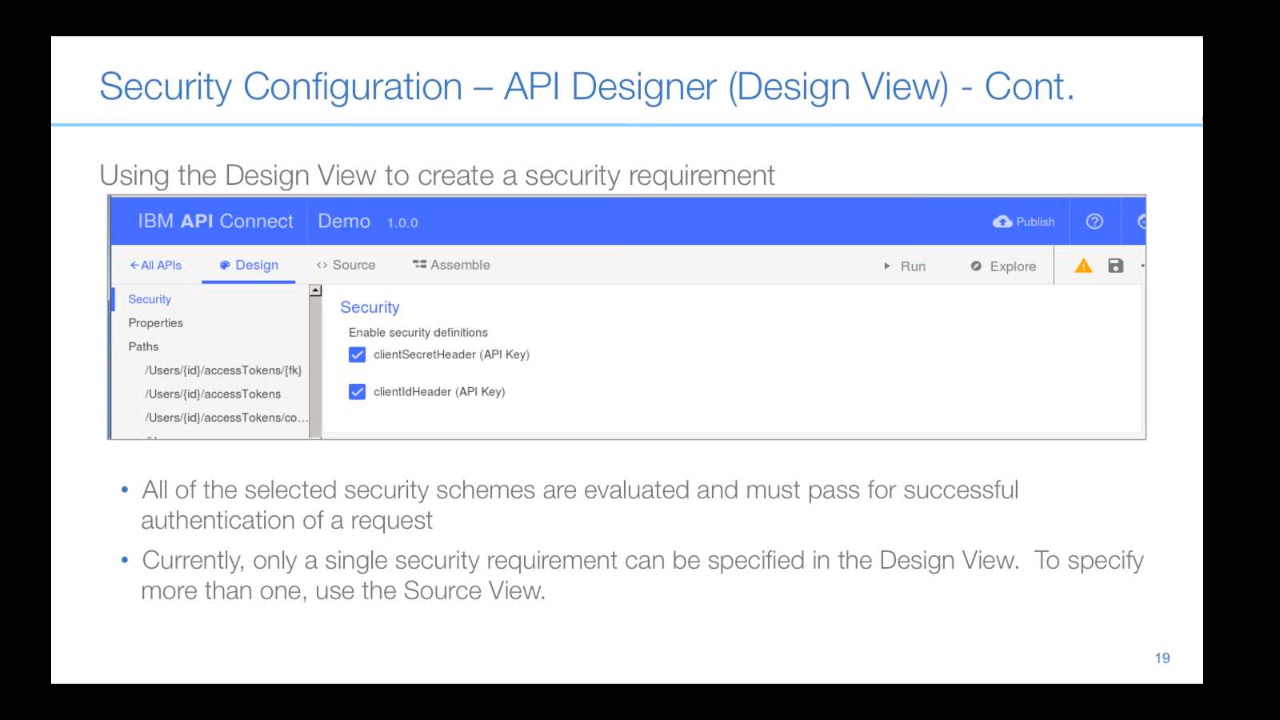 Security Configuration – API Designer (Design View) - Cont.
Using the Design View to create a security requirement
IBM API Connect Demo 1.0.0 Publish
All APIs Design Source Assemble Run Explore
Security
Properties
Paths
/Users/{id}/accessTokens/{fk}
/Users/{id}/accessTokens
/Users/{id}/accessTokens/co...
Security
Enable security definitions
clientSecretHeader (API Key)
clientIdHeader (API Key)
• All of the selected security schemes are evaluated and must pass for successful
authentication of a request
• Currently, only a single security requirement can be specified in the Design View. To specify
more than one, use the Source View.
19